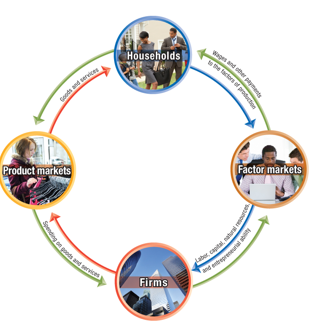 Households
Goods and services
Wages and other payments
to the factors of production
Product markets
Factor markets
Spending on goods and services
Labor, capital, natural resources,
and entrepreneurial ability
Firms